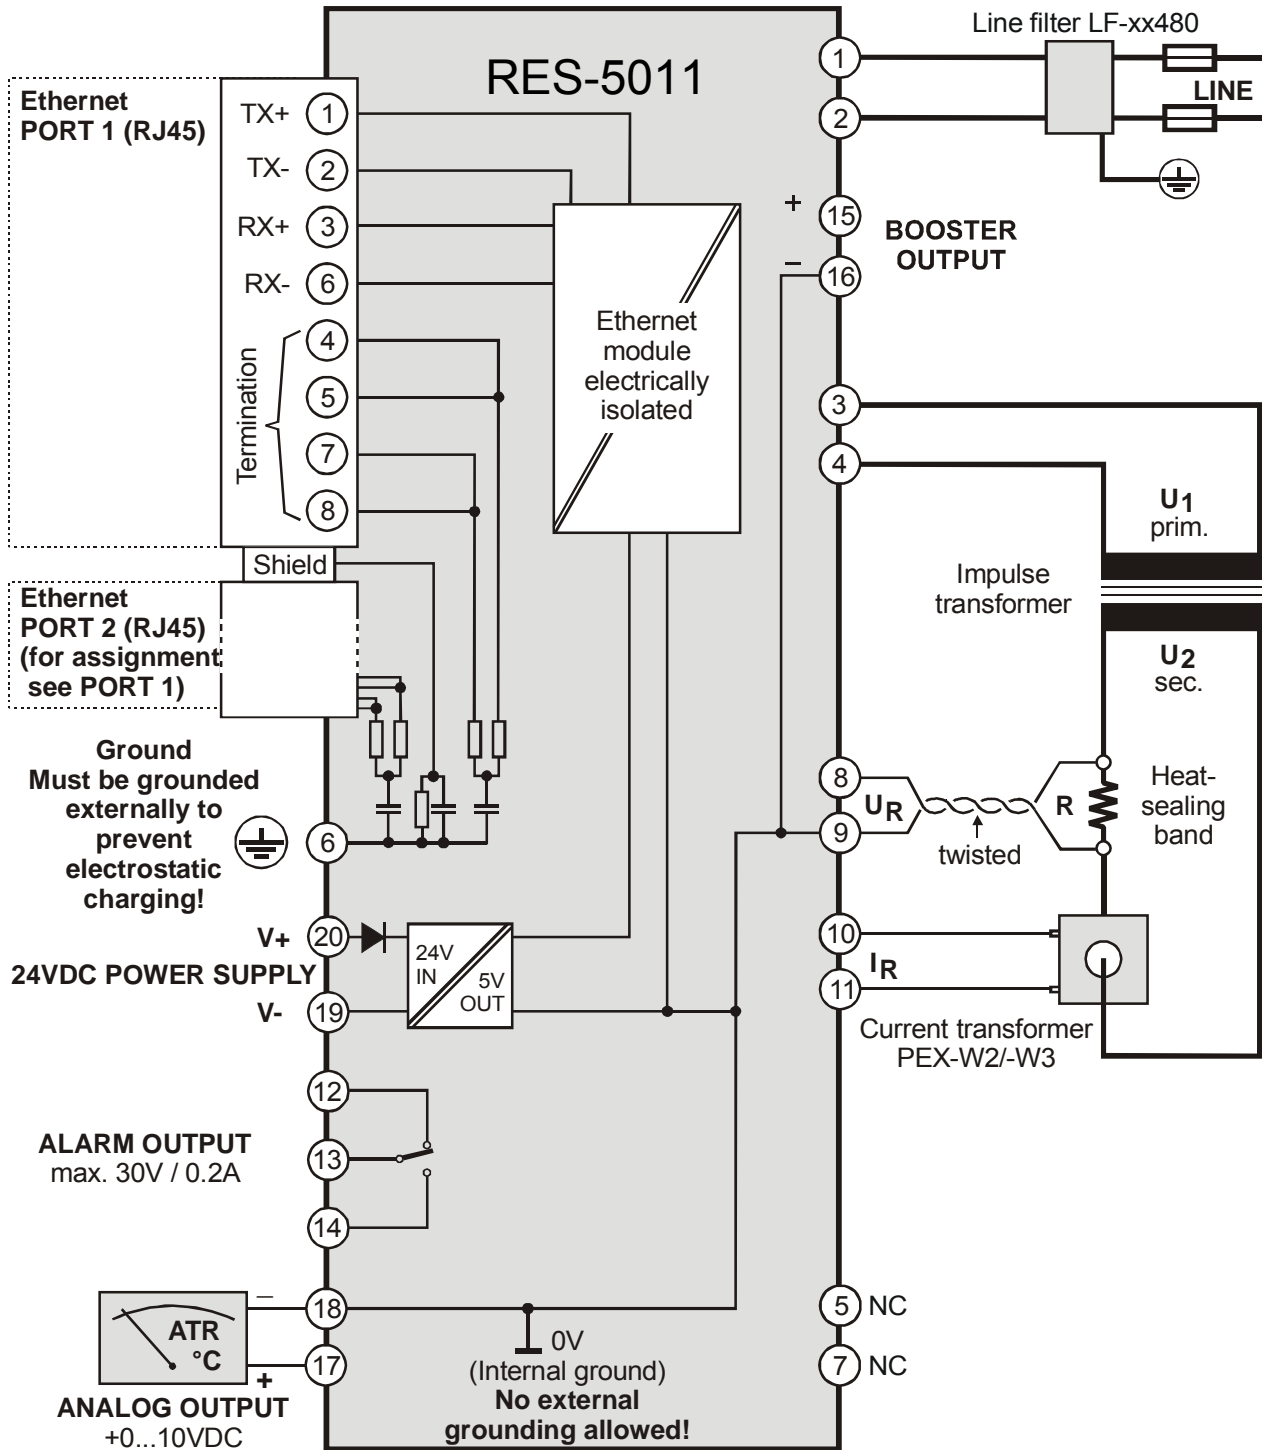 Line filter LF-xx480
RES-5011
1
2
LINE
Ethernet
PORT 1 (RJ45)
TX+ 1
TX- 2
RX+ 3
RX- 6
4
5
7
8
Termination
+
15
–
16
BOOSTER
OUTPUT
Ethernet
module
electrically
isolated
3
4
U1
prim.
Impulse
transformer
U2
sec.
Shield
Ethernet
PORT 2 (RJ45)
(for assignment
see PORT 1)
Ground
Must be grounded
externally to
prevent
electrostatic
charging!
6
8
9
UR
twisted
R
Heat-
sealing
band
V+ 20
24VDC POWER SUPPLY
V- 19
24V
IN
5V
OUT
10
11
IR
Current transformer
PEX-W2/-W3
12
13
14
ALARM OUTPUT
max. 30V / 0.2A
–
18
ATR
°C
+
17
ANALOG OUTPUT
+0...10VDC
0V
(Internal ground)
No external
grounding allowed!
5 NC
7 NC